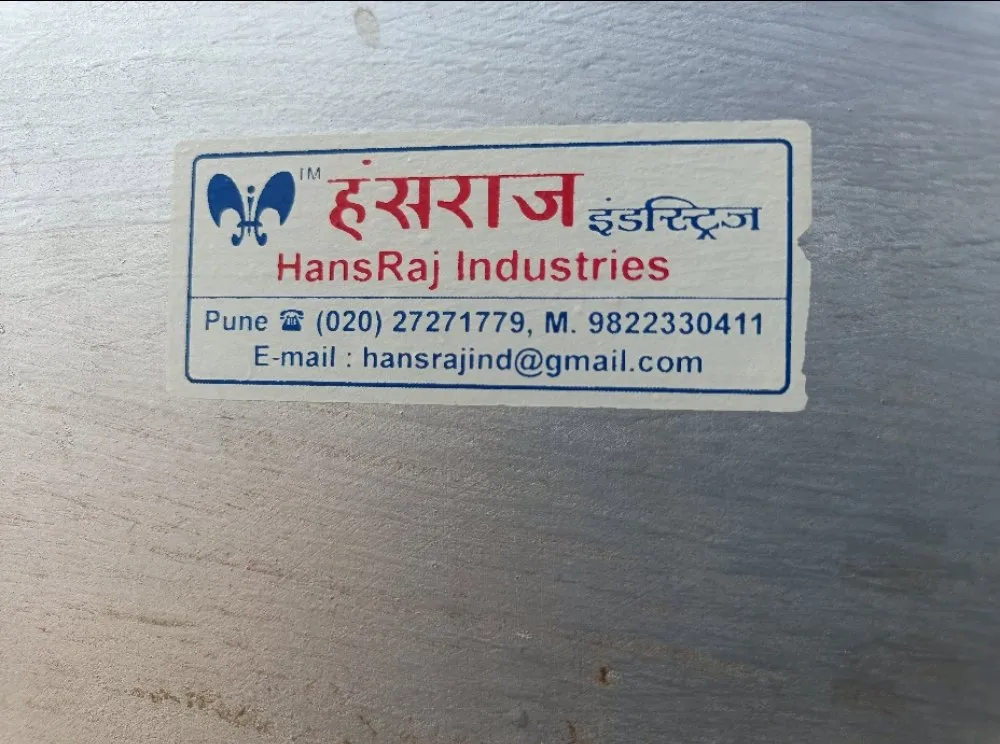 TM हंसराज इंडस्ट्रिज
HansRaj Industries
Pune ☎ (020) 27271779, M. 9822330411
E-mail : hansrajind@gmail.com